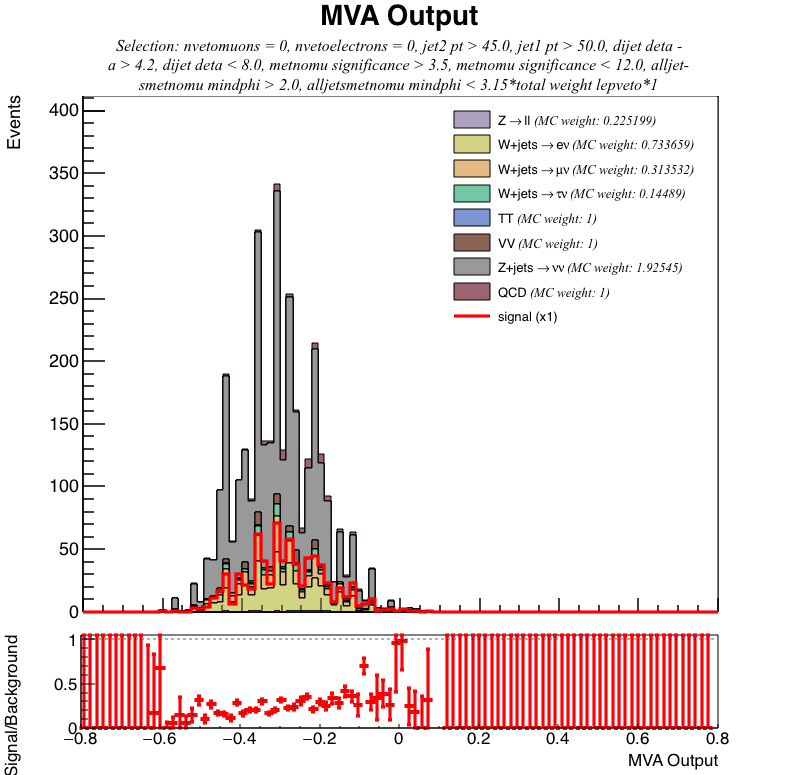 MVA Output
Selection: nvetomuons = 0, nvetoelectrons = 0, jet2 pt > 45.0, jet1 pt > 50.0, dijet deta -
a > 4.2, dijet deta < 8.0, metnomu significance > 3.5, metnomu significance < 12.0, alljet-
smetnomu mindphi > 2.0, alljetsmetnomu mindphi < 3.15*total weight lepveto*1
Events
400
350
300
250
200
150
100
50
0
Z→ll (MC weight: 0.225199)
W+jets→eν (MC weight: 0.733659)
W+jets→μν (MC weight: 0.313532)
W+jets→τν (MC weight: 0.14489)
TT (MC weight: 1)
VV (MC weight: 1)
Z+jets→νν (MC weight: 1.92545)
QCD (MC weight: 1)
signal (x1)
Signal/Background
1
0.5
0
−0.8 −0.6 −0.4 −0.2 0 0.2 0.4 0.6 0.8
MVA Output